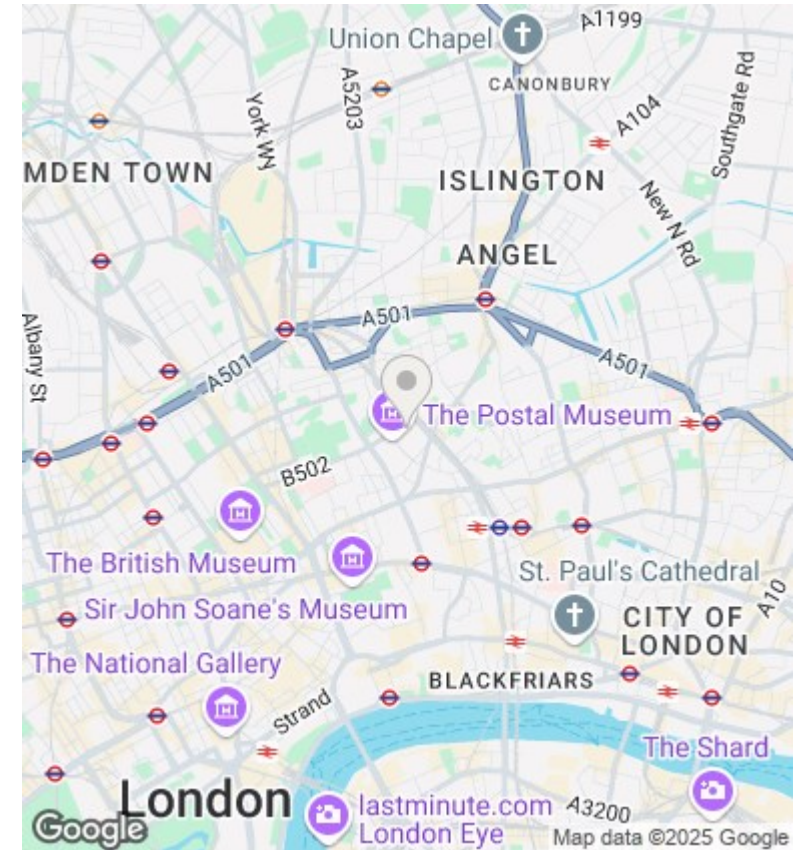 Union Chapel
A1199
CANONBURY
A5203
York Wy
A104
Southgate Rd
MDEN TOWN
ISLINGTON
New N Rd
ANGEL
Albany St
A501
A501
A501
The Postal Museum
B502
The British Museum
St. Paul's Cathedral
Sir John Soane's Museum
A10
CITY OF
LONDON
The National Gallery
BLACKFRIARS
Strand
The Shard
London
lastminute.com
London Eye
A3200
Google
Map data ©2025 Google